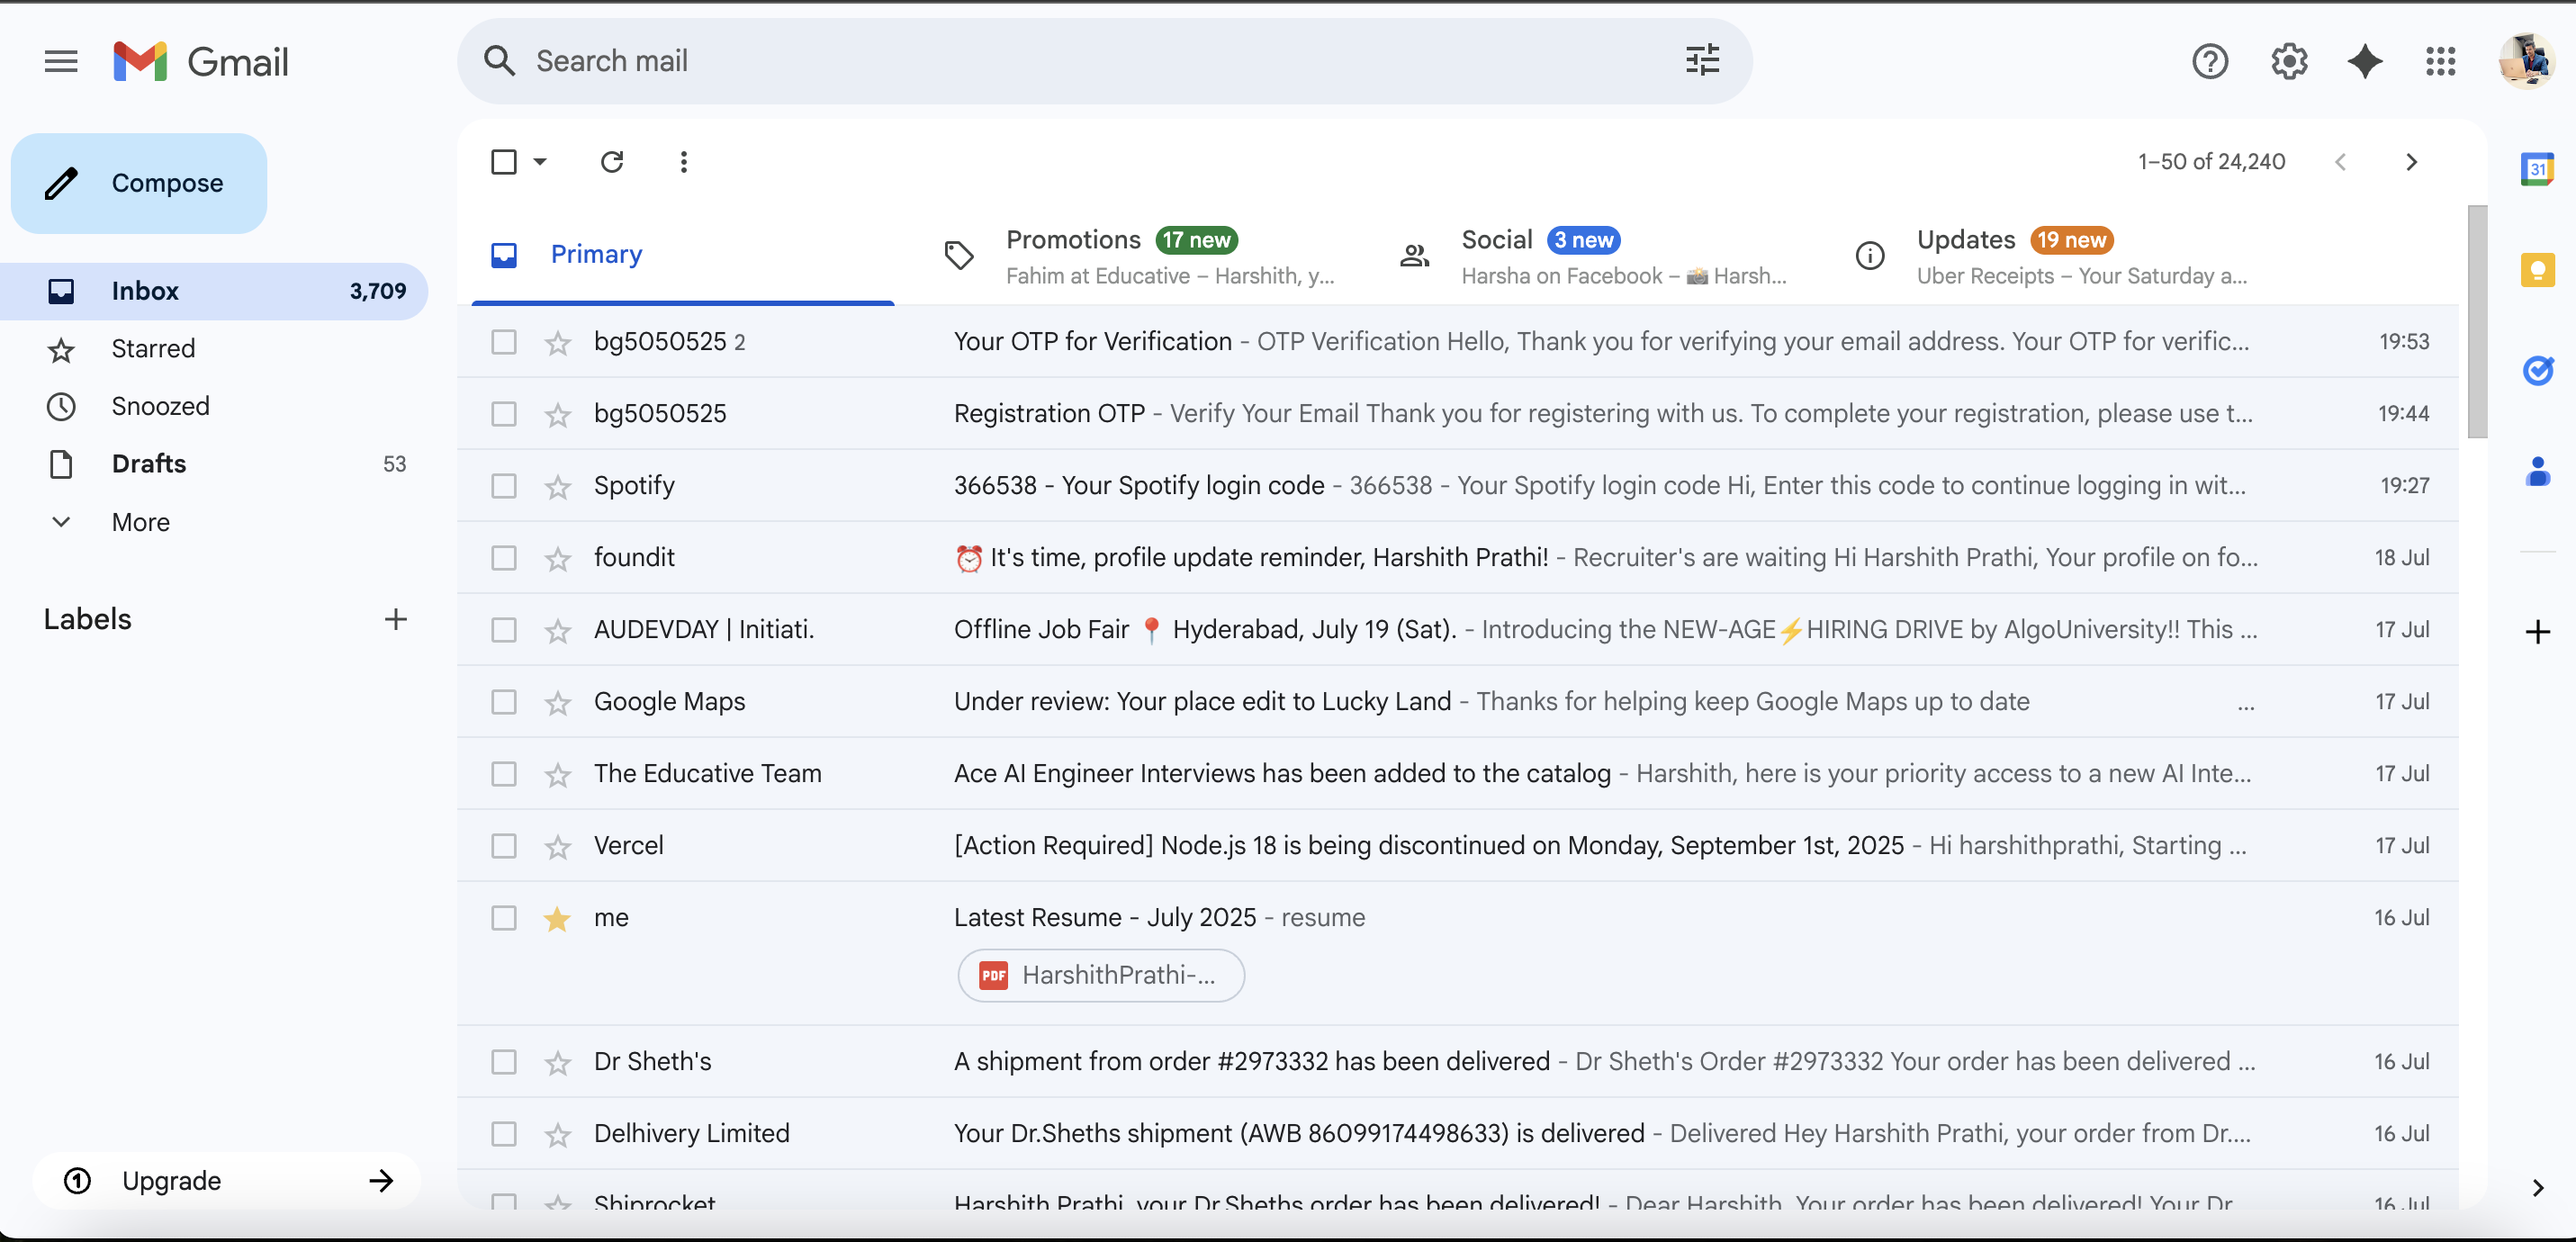 Gmail
Search mail
Compose
Inbox 3,709
Starred
Snoozed
Drafts 53
More
Labels
Upgrade
1–50 of 24,240
Primary
Promotions 17 new
Fahim at Educative – Harshith, y...
Social 3 new
Harsha on Facebook – 📸 Harsh...
Updates 19 new
Uber Receipts – Your Saturday a...
bg5050525 2 Your OTP for Verification - OTP Verification Hello, Thank you for verifying your email address. Your OTP for verific... 19:53
bg5050525 Registration OTP - Verify Your Email Thank you for registering with us. To complete your registration, please use t... 19:44
Spotify 366538 - Your Spotify login code - 366538 - Your Spotify login code Hi, Enter this code to continue logging in wit... 19:27
foundit ⏰ It's time, profile update reminder, Harshith Prathi! - Recruiter's are waiting Hi Harshith Prathi, Your profile on fo... 18 Jul
AUDEVDAY | Initiati. Offline Job Fair 📍 Hyderabad, July 19 (Sat). - Introducing the NEW-AGE⚡HIRING DRIVE by AlgoUniversity!! This ... 17 Jul
Google Maps Under review: Your place edit to Lucky Land - Thanks for helping keep Google Maps up to date ... 17 Jul
The Educative Team Ace AI Engineer Interviews has been added to the catalog - Harshith, here is your priority access to a new AI Inte... 17 Jul
Vercel [Action Required] Node.js 18 is being discontinued on Monday, September 1st, 2025 - Hi harshithprathi, Starting ... 17 Jul
me Latest Resume - July 2025 - resume 16 Jul
PDF HarshithPrathi-...
Dr Sheth's A shipment from order #2973332 has been delivered - Dr Sheth's Order #2973332 Your order has been delivered ... 16 Jul
Delhivery Limited Your Dr.Sheths shipment (AWB 86099174498633) is delivered - Delivered Hey Harshith Prathi, your order from Dr.... 16 Jul
Shiprocket Harshith Prathi, your Dr.Sheths order has been delivered! - Dear Harshith, Your order has been delivered! Your Dr 16 Jul
31